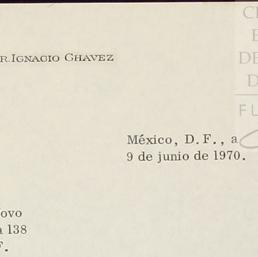 R. IGNACIO CHAVEZ
México, D. F., a
9 de junio de 1970.
ovo
a 138
F.